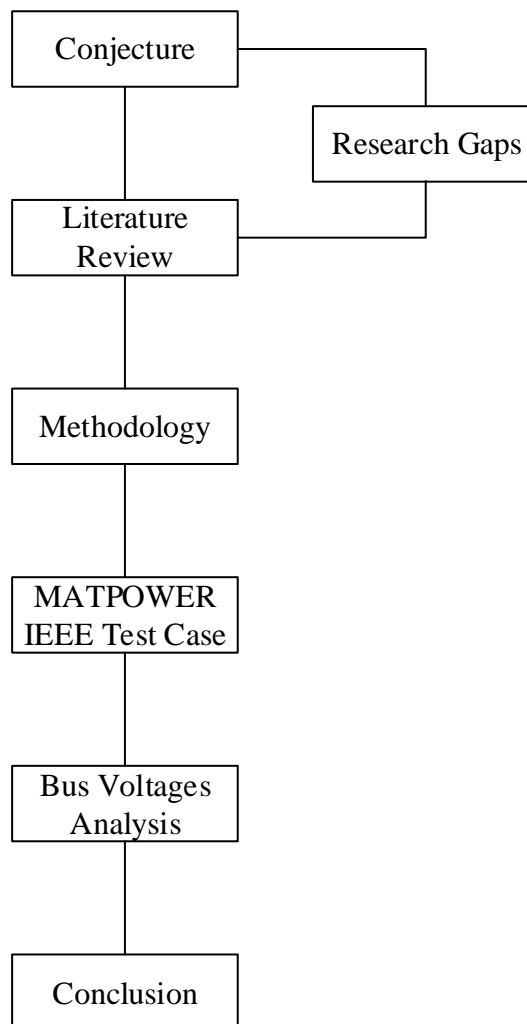 Conjecture
Research Gaps
Literature
Review
Methodology
MATPOWER
IEEE Test Case
Bus Voltages
Analysis
Conclusion